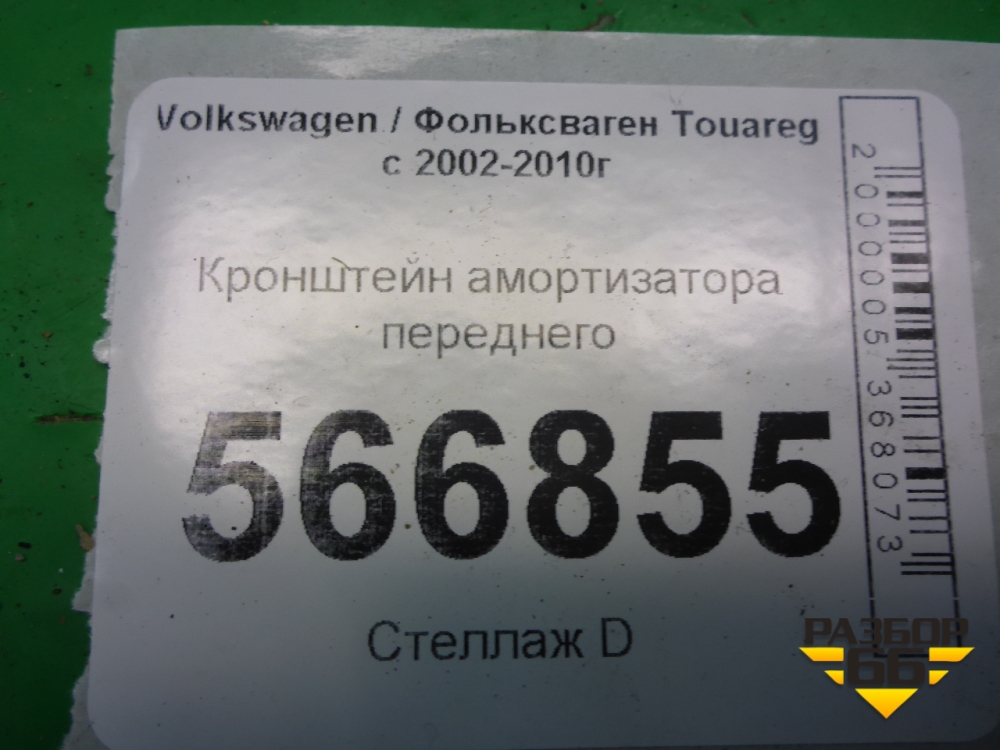 Volkswagen / Фольксваген Touareg
с 2002-2010г
Кронштейн амортизатора
переднего
566855
Стеллаж D
2000005368073
РАЗБОР
66